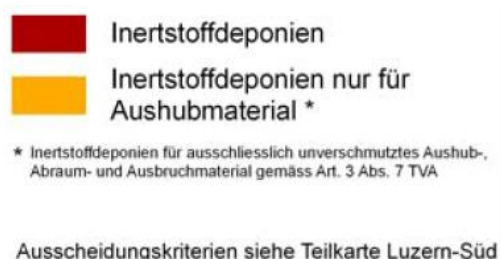 Inertstoffdeponien
Inertstoffdeponien nur für
Aushubmaterial *
* Inertstoffdeponien für ausschliesslich unverschmutztes Aushub-,
Abraum- und Ausbruchmaterial gemäss Art. 3 Abs. 7 TVA
Ausscheidungskriterien siehe Teilkarte Luzern-Süd